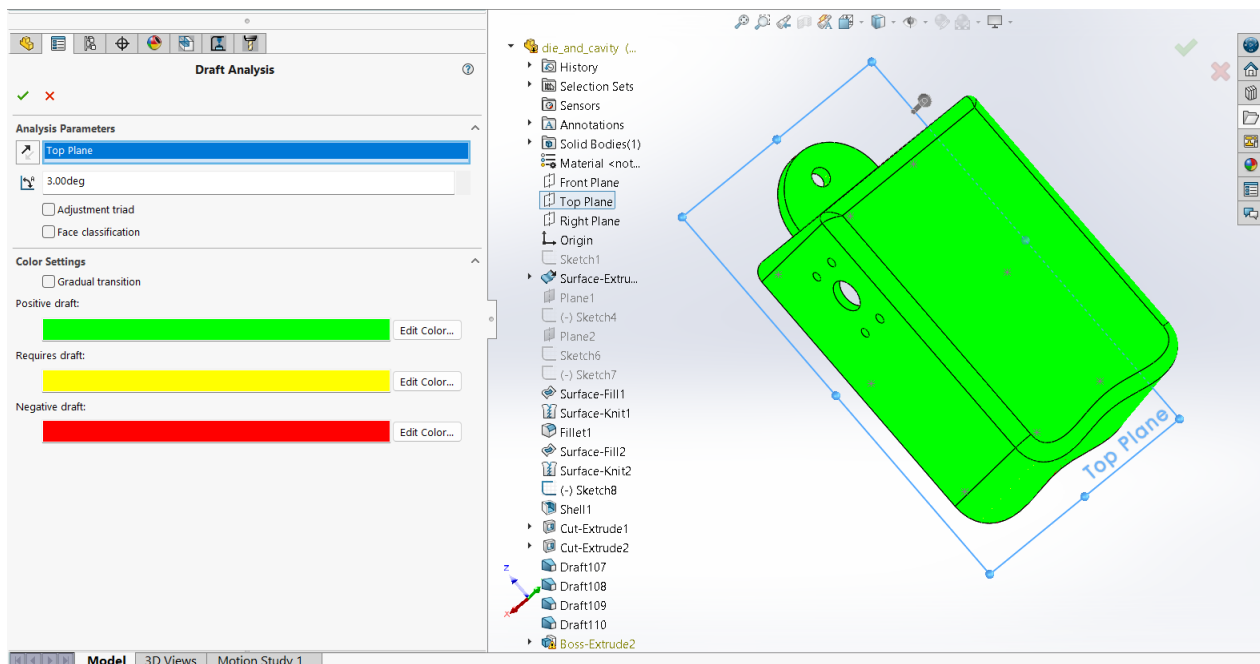 Draft Analysis
Analysis Parameters
Top Plane
3.00deg
Adjustment triad
Face classification
Color Settings
Gradual transition
Positive draft:
Edit Color...
Requires draft:
Edit Color...
Negative draft:
Edit Color...
die_and_cavity (...
History
Selection Sets
Sensors
Annotations
Solid Bodies(1)
Material <not...
Front Plane
Top Plane
Right Plane
Origin
Sketch1
Surface-Extru...
Plane1
(-) Sketch4
Plane2
Sketch6
(-) Sketch7
Surface-Fill1
Surface-Knit1
Fillet1
Surface-Fill2
Surface-Knit2
(-) Sketch8
Shell1
Cut-Extrude1
Cut-Extrude2
Draft107
Draft108
Draft109
Draft110
Boss-Extrude2
Top Plane
z
x
Model
3D Views
Motion Study 1